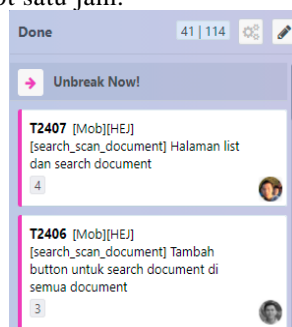 satu jam.
Done 41 | 114
Unbreak Now!
T2407 [Mob][HEJ]
[search_scan_document] Halaman list
dan search document
4
T2406 [Mob][HEJ]
[search_scan_document] Tambah
button untuk search document di
semua document
3